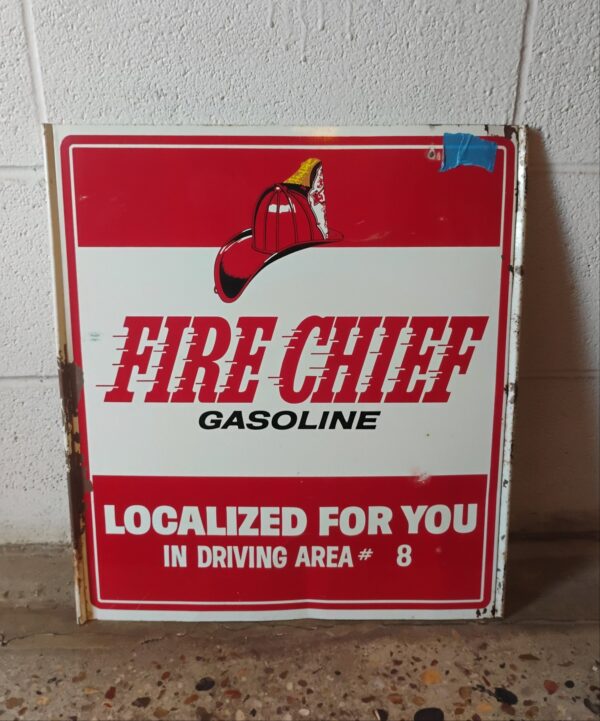 FIRE CHIEF
GASOLINE
LOCALIZED FOR YOU
IN DRIVING AREA # 8